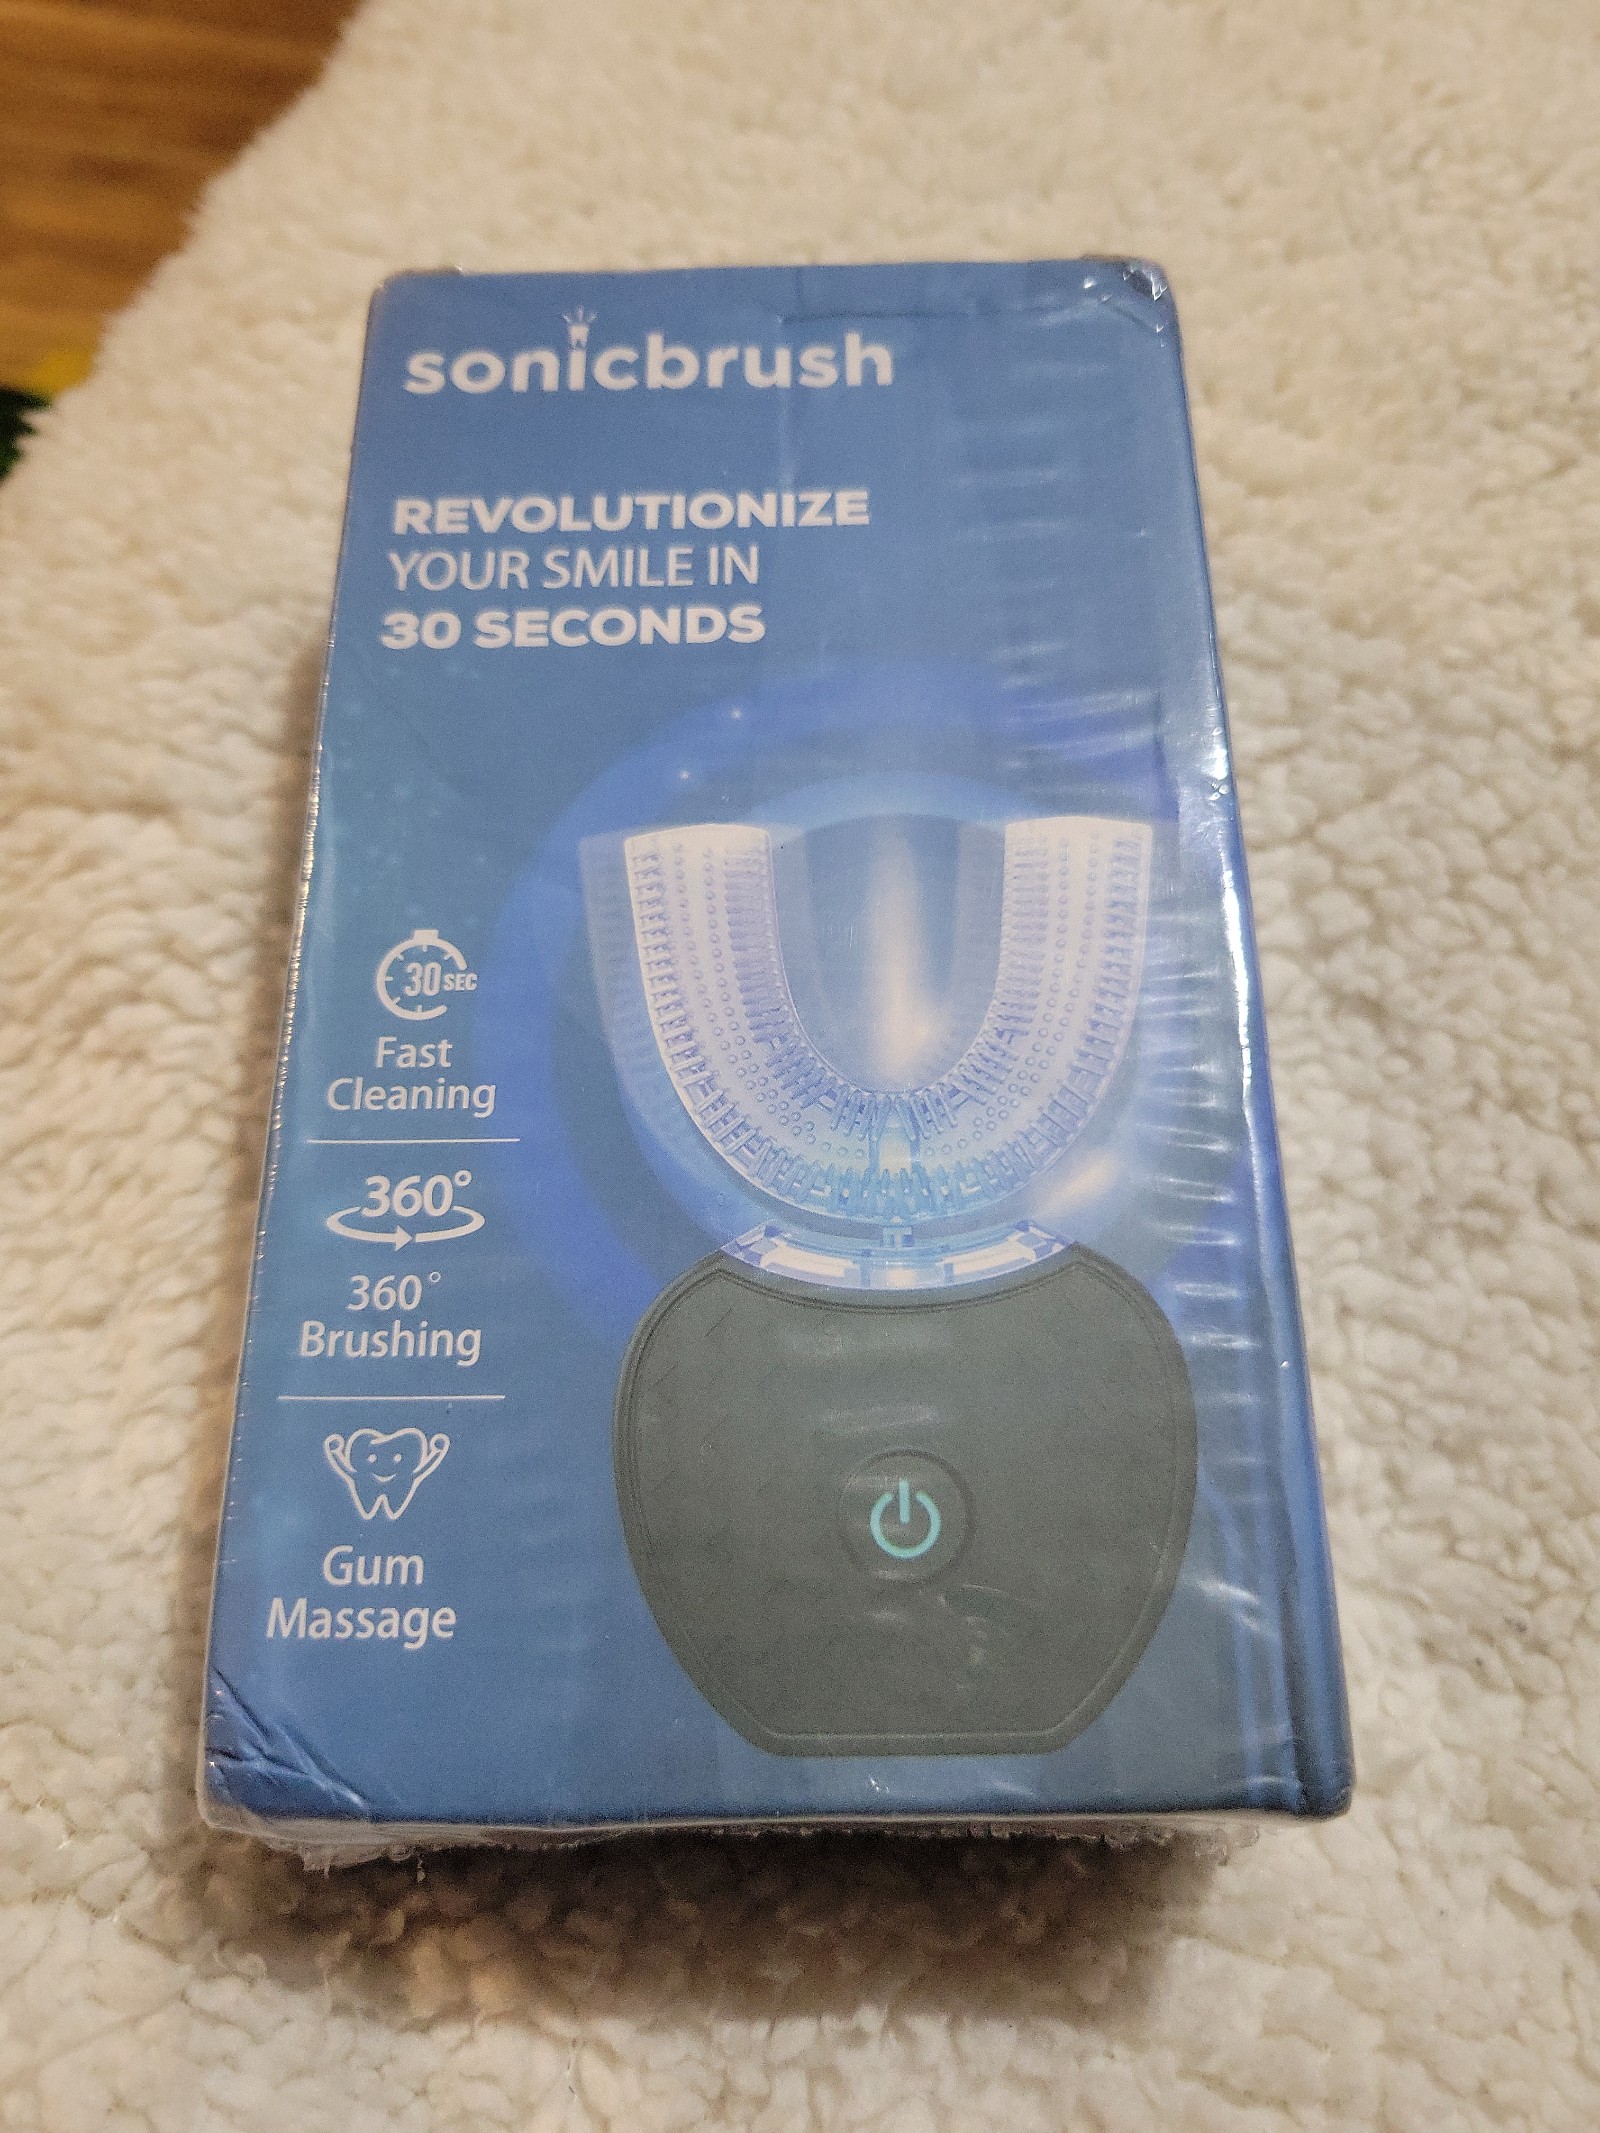 sonicbrush
REVOLUTIONIZE
YOUR SMILE IN
30 SECONDS
30 SEC
Fast
Cleaning
360°
360°
Brushing
Gum
Massage